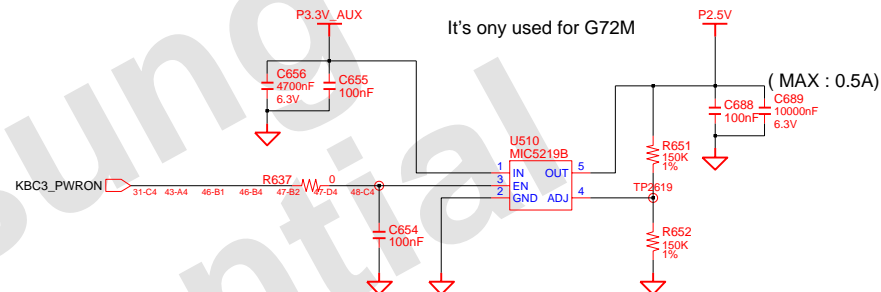 P3.3V_AUX
It's ony used for G72M
P2.5V
C656
4700nF
6.3V
C655
100nF
( MAX : 0.5A)
C688
100nF
C689
10000nF
6.3V
U510
MIC5219B
R651
150K
1%
1 IN OUT 5
3 EN
2 GND ADJ 4
TP2619
KBC3_PWRON
R637 0
31-C4 43-A4 46-B1 46-B4 47-B2 47-D4 48-C4
C654
100nF
R652
150K
1%
sung
ential